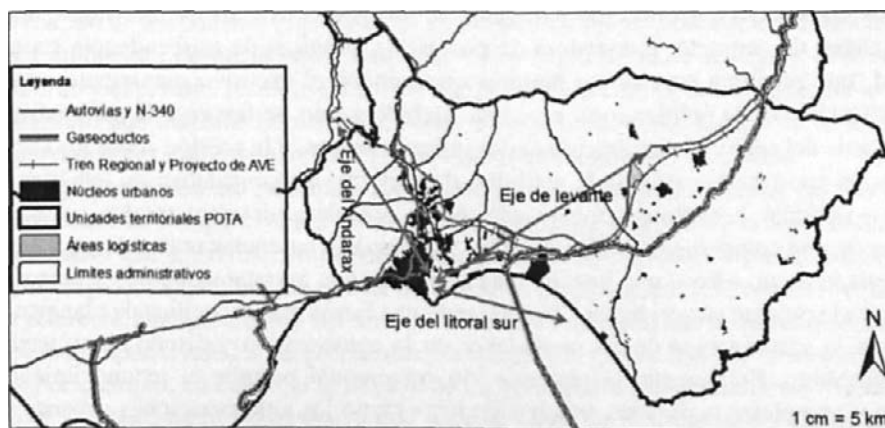 Leyenda
Autovías y N-340
Gaseoductos
Tren Regional y Proyecto de AVE
Núcleos urbanos
Unidades territoriales POTA
Áreas logísticas
Límites administrativos
Eje del Andarax
Eje de levante
Eje del litoral sur
N
1 cm = 5 km